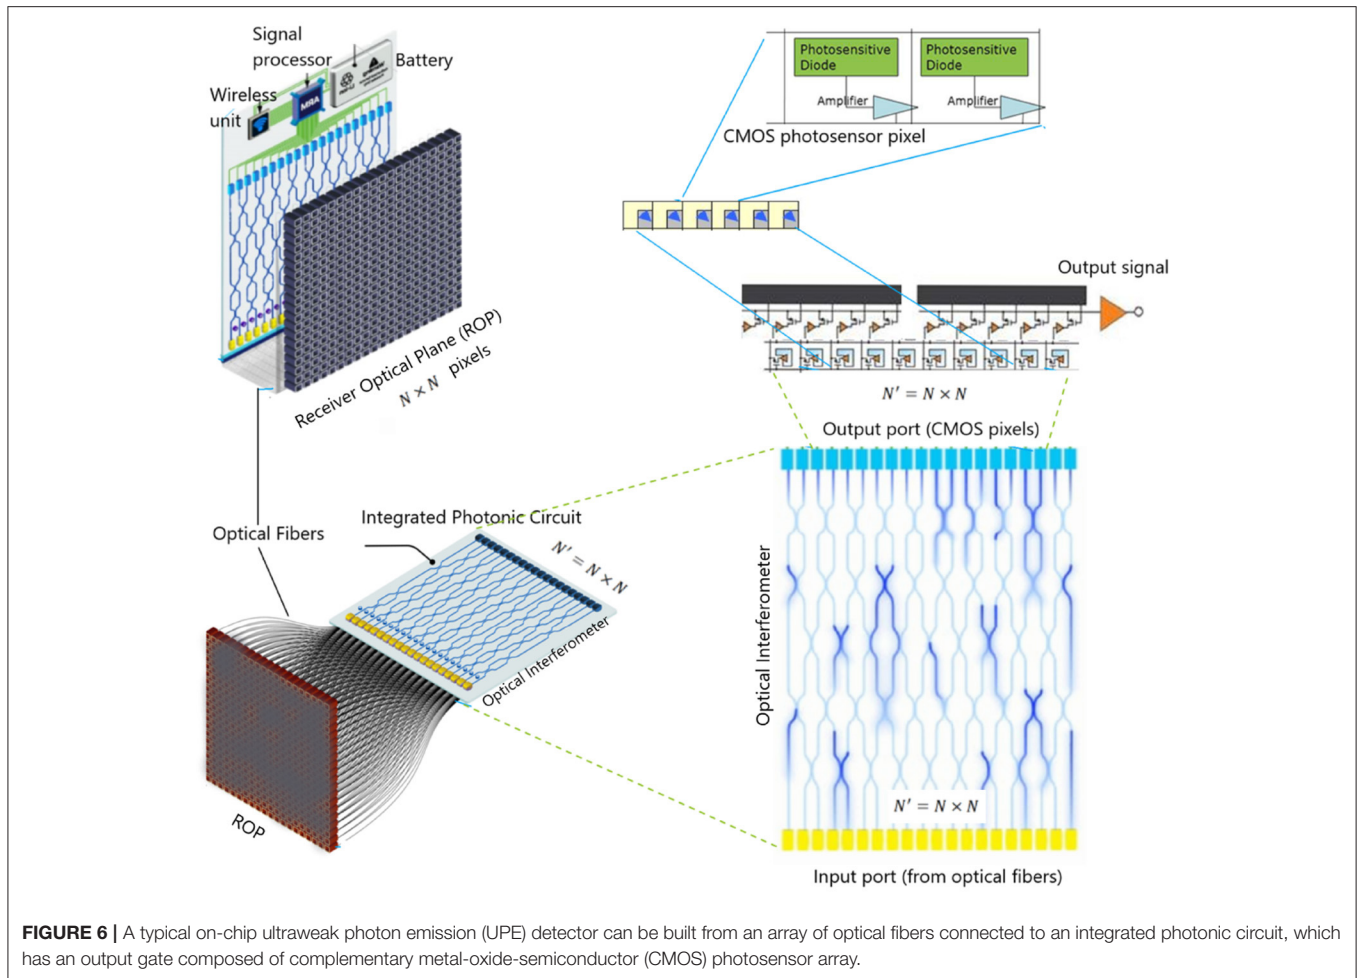 Signal
processor
Battery
Wireless
unit
MRA
Receiver Optical Plane (ROP)
N × N pixels
Photosensitive
Diode
Photosensitive
Diode
Amplifier
Amplifier
CMOS photosensor pixel
Output signal
N' = N × N
Output port (CMOS pixels)
Optical Fibers
Integrated Photonic Circuit
N' = N × N
Optical Interferometer
ROP
Optical Interferometer
N' = N × N
Input port (from optical fibers)
FIGURE 6 | A typical on-chip ultraweak photon emission (UPE) detector can be built from an array of optical fibers connected to an integrated photonic circuit, which
has an output gate composed of complementary metal-oxide-semiconductor (CMOS) photosensor array.